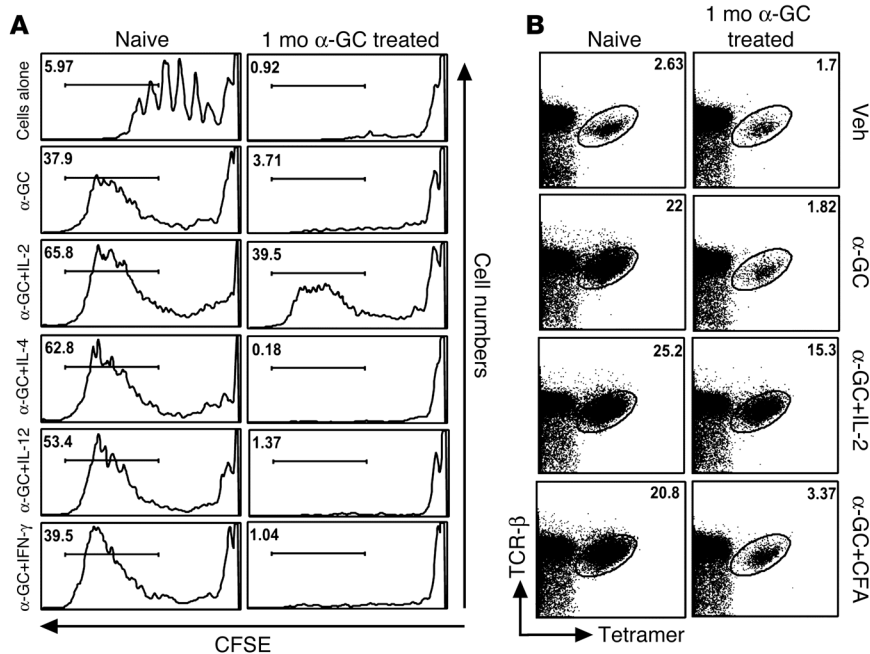 A
Naive
1 mo α-GC treated
Cells alone
5.97
0.92
α-GC
37.9
3.71
α-GC+IL-2
65.8
39.5
α-GC+IL-4
62.8
0.18
α-GC+IL-12
53.4
1.37
α-GC+IFN-γ
39.5
1.04
Cell numbers
CFSE
B
Naive
1 mo α-GC
treated
2.63
1.7
Veh
22
1.82
α-GC
25.2
15.3
α-GC+IL-2
20.8
3.37
α-GC+CFA
TCR-β
Tetramer